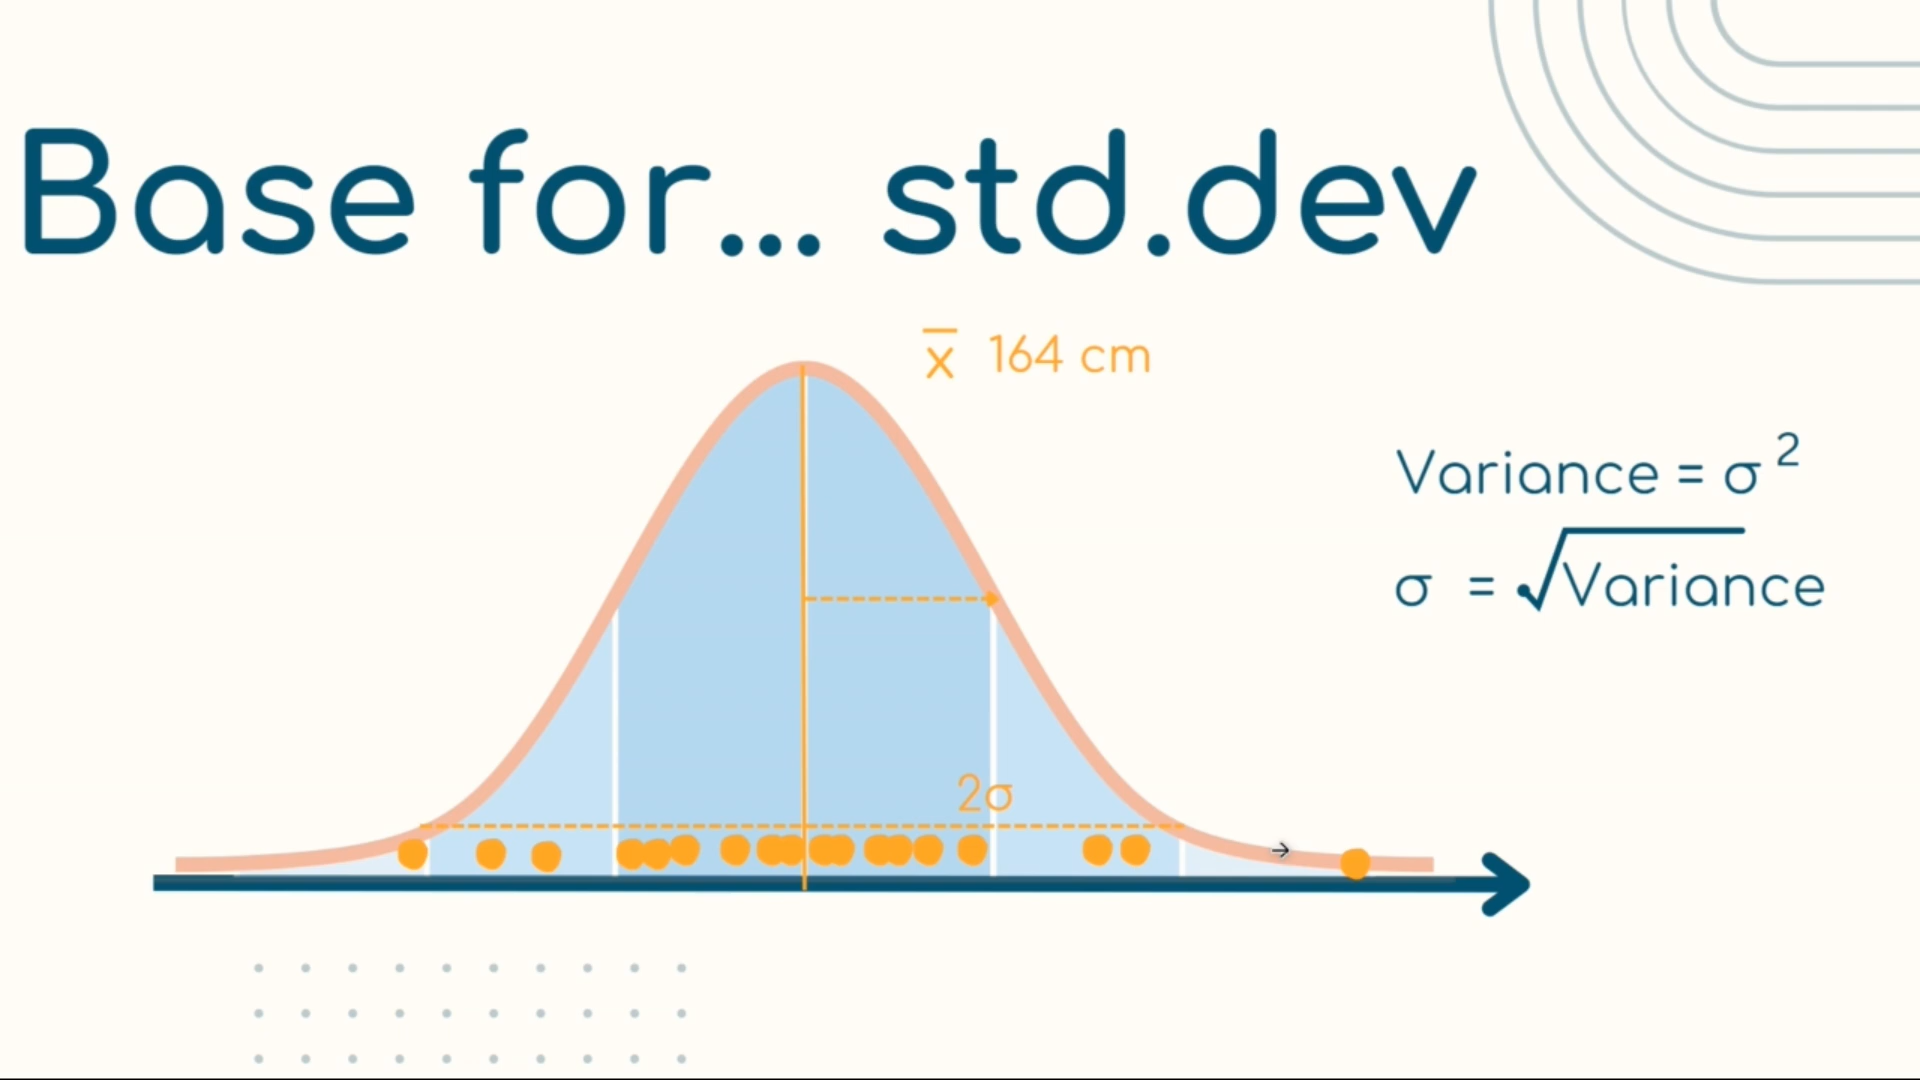 Base for... std.dev
x̅ 164 cm
Variance = σ²
σ = √Variance
2σ